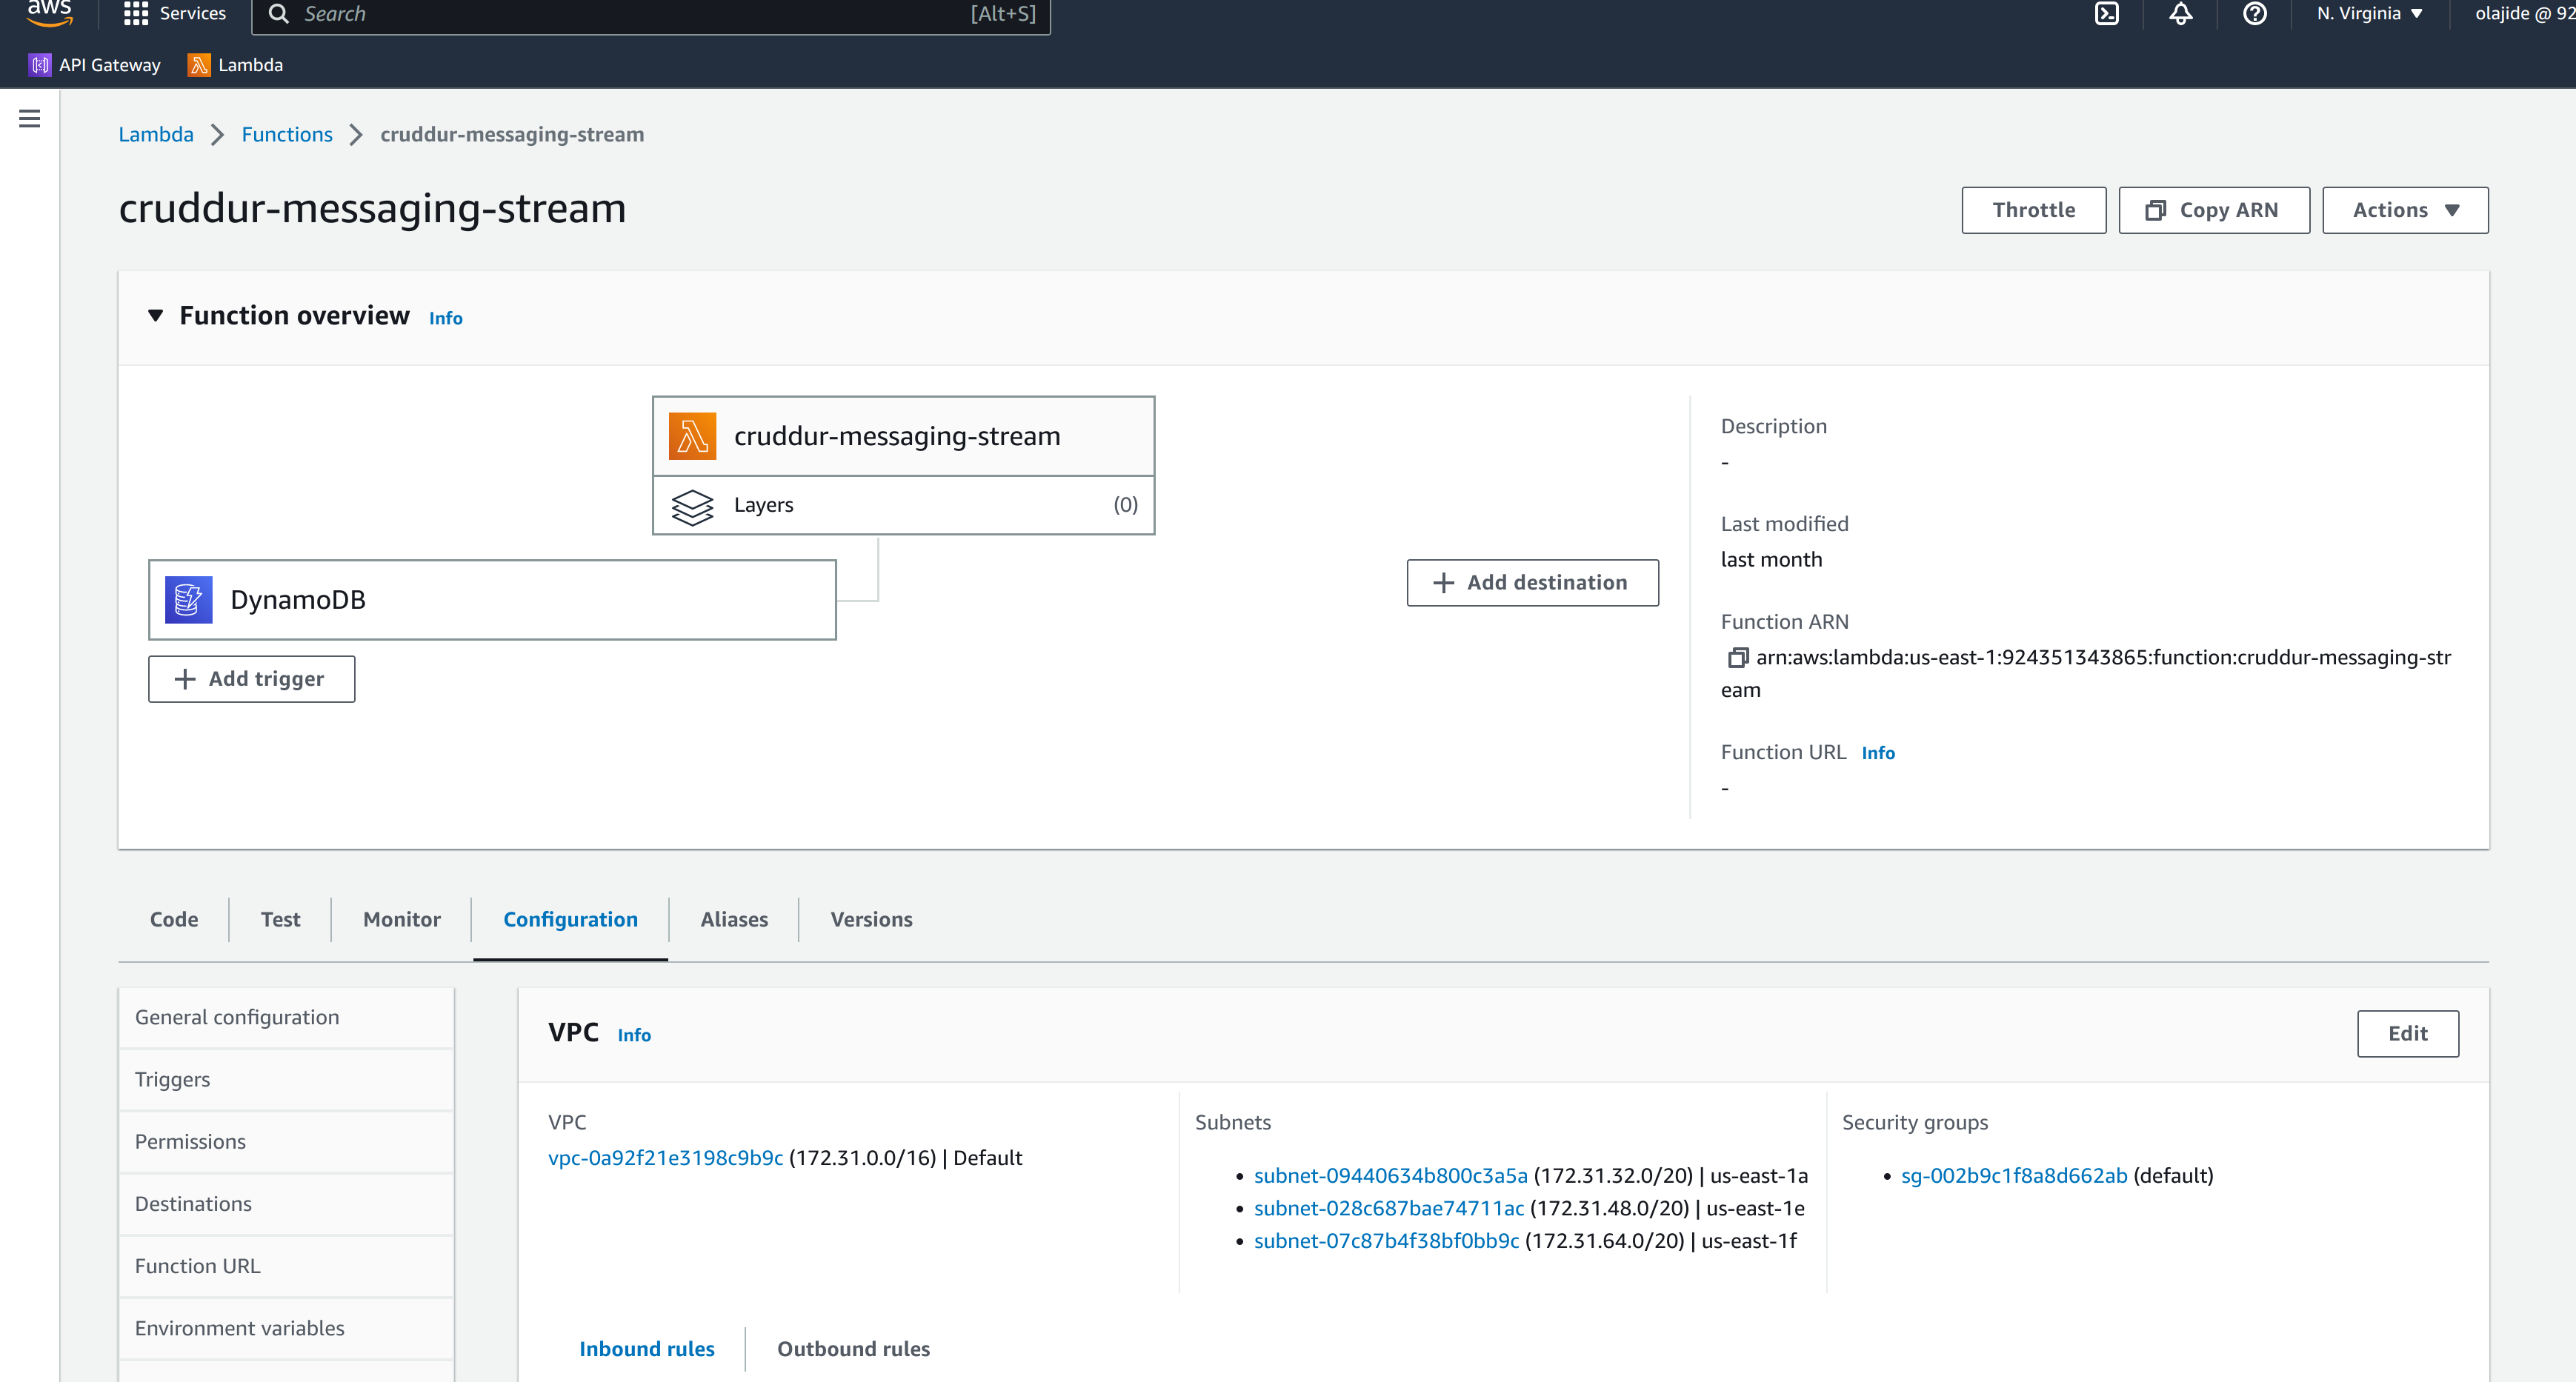 aws
Services
Search
[Alt+S]
N. Virginia
olajide @ 92
API Gateway
Lambda
Lambda
Functions
cruddur-messaging-stream
cruddur-messaging-stream
Throttle
Copy ARN
Actions
Function overview
Info
cruddur-messaging-stream
Layers
(0)
DynamoDB
Add trigger
Add destination
Description
-
Last modified
last month
Function ARN
arn:aws:lambda:us-east-1:924351343865:function:cruddur-messaging-str
eam
Function URL
Info
-
Code
Test
Monitor
Configuration
Aliases
Versions
General configuration
Triggers
Permissions
Destinations
Function URL
Environment variables
VPC
Info
Edit
VPC
vpc-0a92f21e3198c9b9c (172.31.0.0/16) | Default
Subnets
• subnet-09440634b800c3a5a (172.31.32.0/20) | us-east-1a
• subnet-028c687bae74711ac (172.31.48.0/20) | us-east-1e
• subnet-07c87b4f38bf0bb9c (172.31.64.0/20) | us-east-1f
Security groups
• sg-002b9c1f8a8d662ab (default)
Inbound rules
Outbound rules